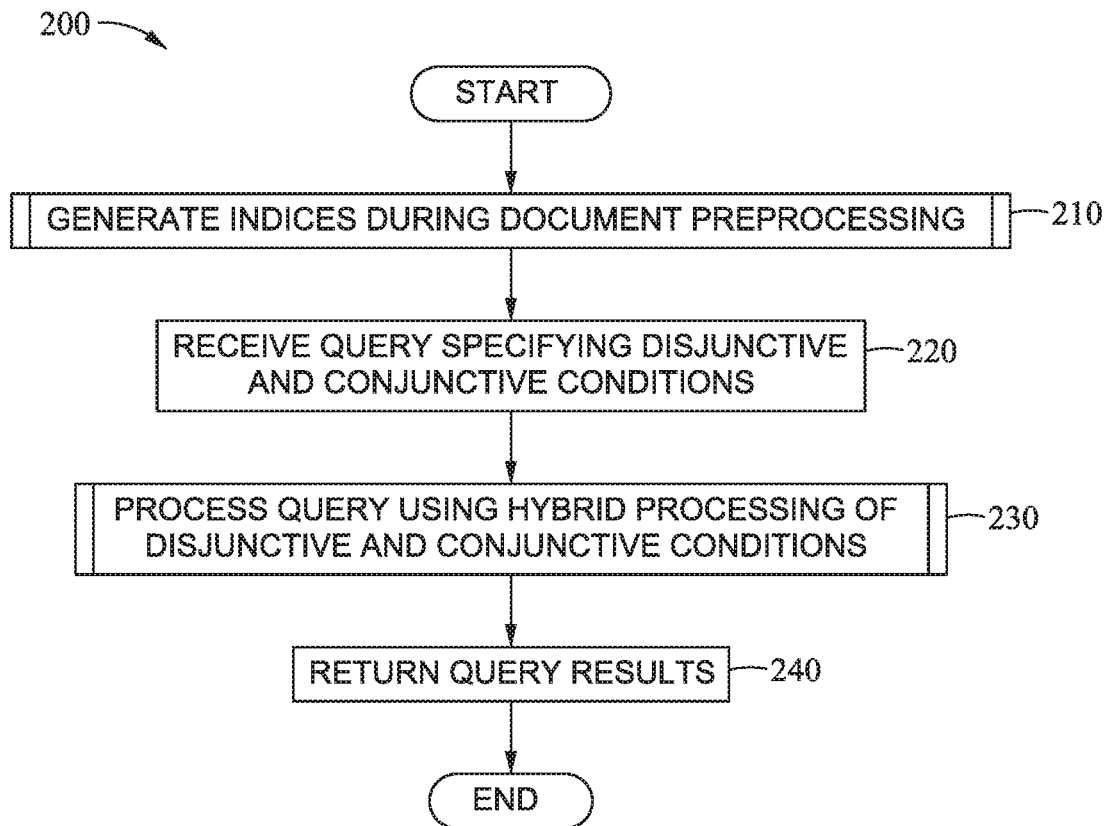 200
START
GENERATE INDICES DURING DOCUMENT PREPROCESSING
210
RECEIVE QUERY SPECIFYING DISJUNCTIVE
AND CONJUNCTIVE CONDITIONS
220
PROCESS QUERY USING HYBRID PROCESSING OF
DISJUNCTIVE AND CONJUNCTIVE CONDITIONS
230
RETURN QUERY RESULTS
240
END